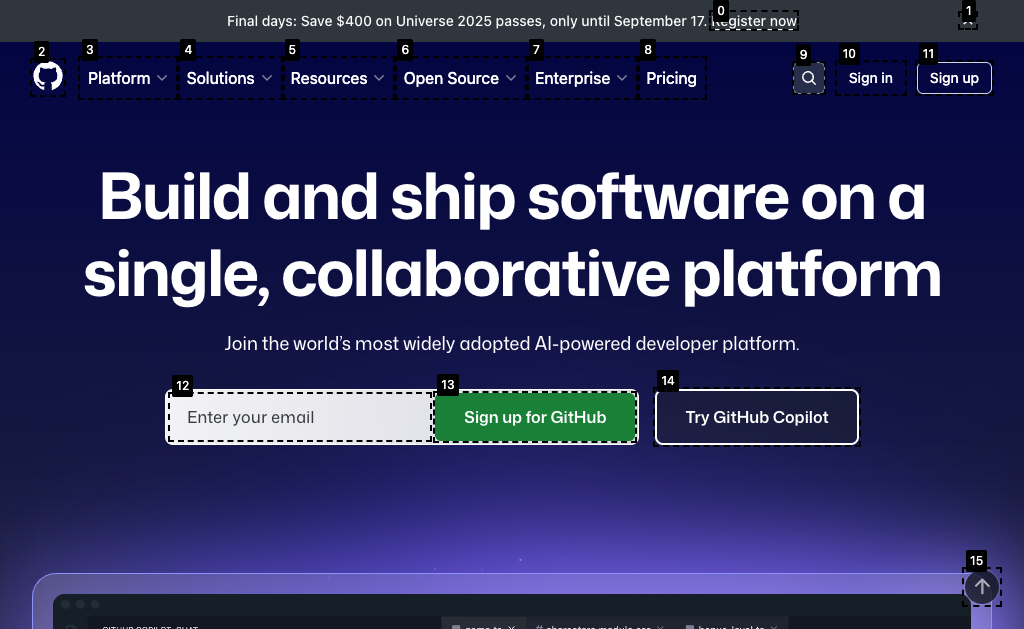 Final days: Save $400 on Universe 2025 passes, only until September 17. Register now
0
1
2
3
4
5
6
7
8
9
10
11
Platform
Solutions
Resources
Open Source
Enterprise
Pricing
Sign in
Sign up
Build and ship software on a
single, collaborative platform
Join the world's most widely adopted AI-powered developer platform.
12
13
14
Enter your email
Sign up for GitHub
Try GitHub Copilot
15